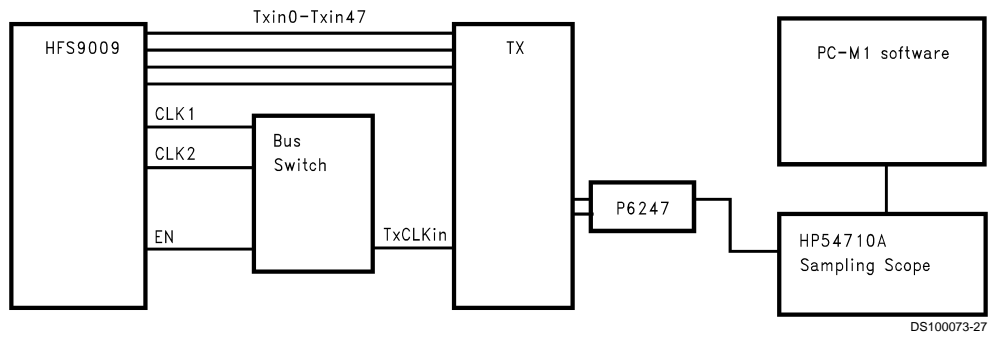 Txin0-Txin47
HFS9009
TX
PC-M1 software
CLK1
Bus
Switch
CLK2
P6247
EN
TxCLKin
HP54710A
Sampling Scope
DS100073-27